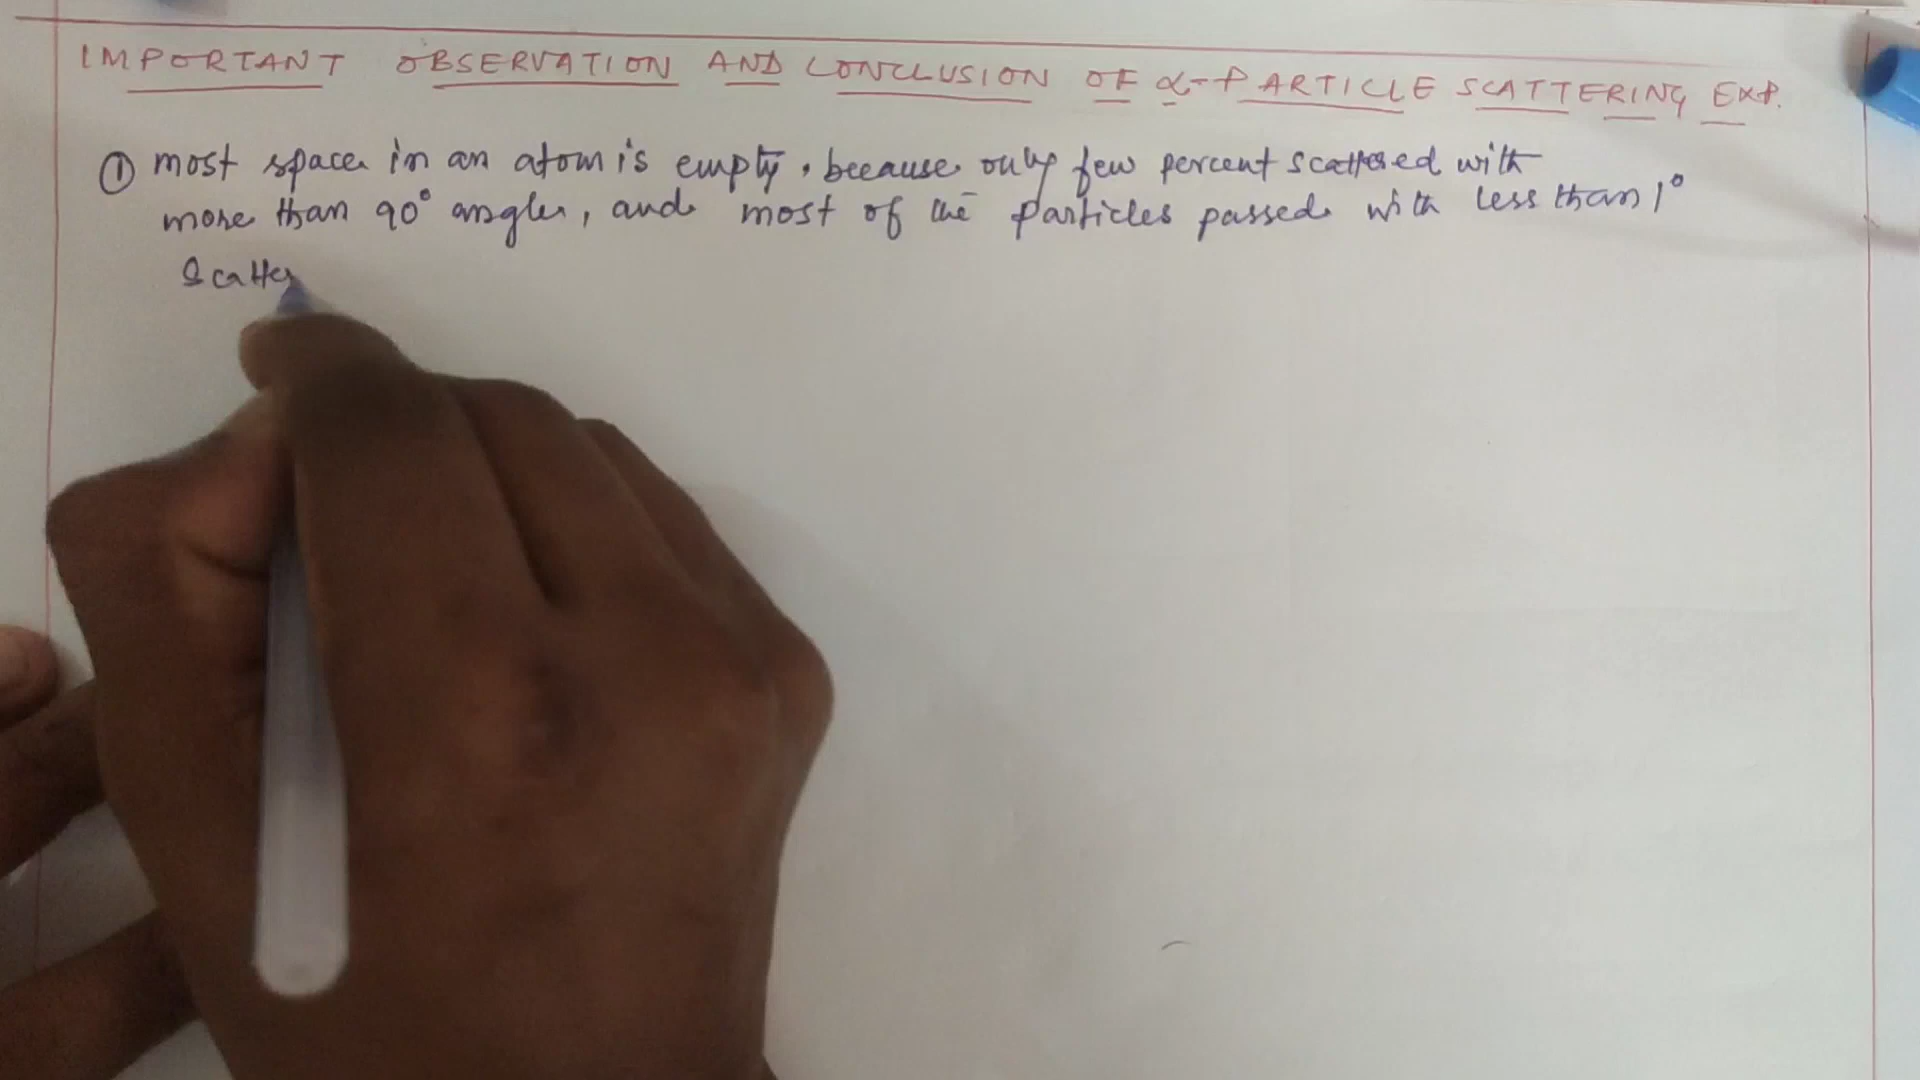 IMPORTANT OBSERVATION AND CONCLUSION OF α-PARTICLE SCATTERING EXP.
① most space in an atom is empty, because only few percent scattered with
more than 90° angle, and most of the particles passed with less than 1°
Scatter